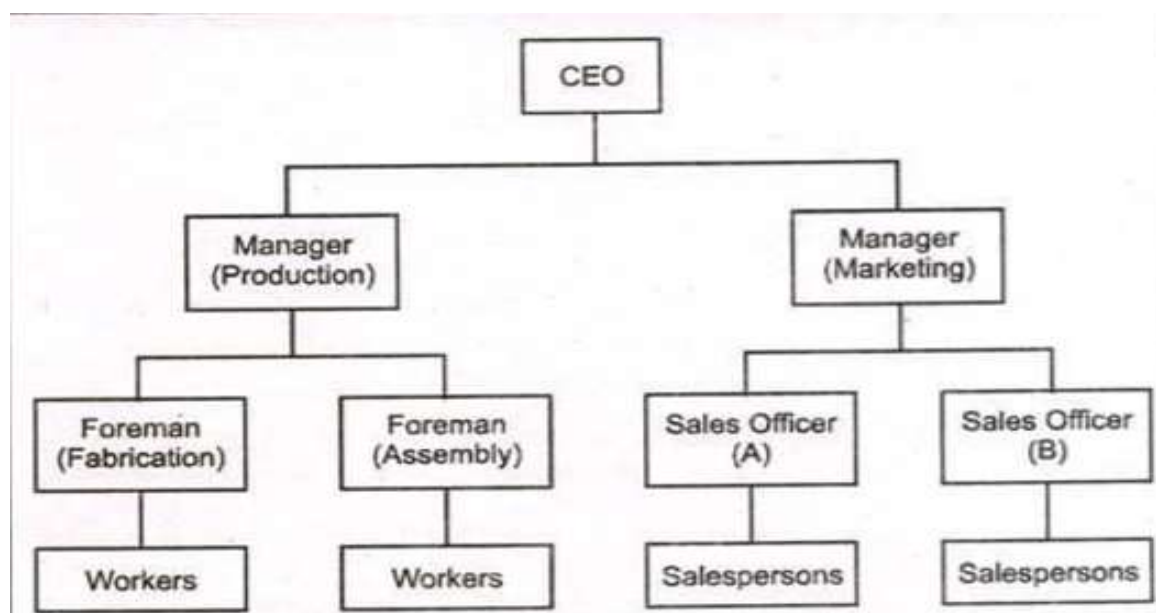 CEO
Manager
(Production)
Manager
(Marketing)
Foreman
(Fabrication)
Foreman
(Assembly)
Sales Officer
(A)
Sales Officer
(B)
Workers
Workers
Salespersons
Salespersons